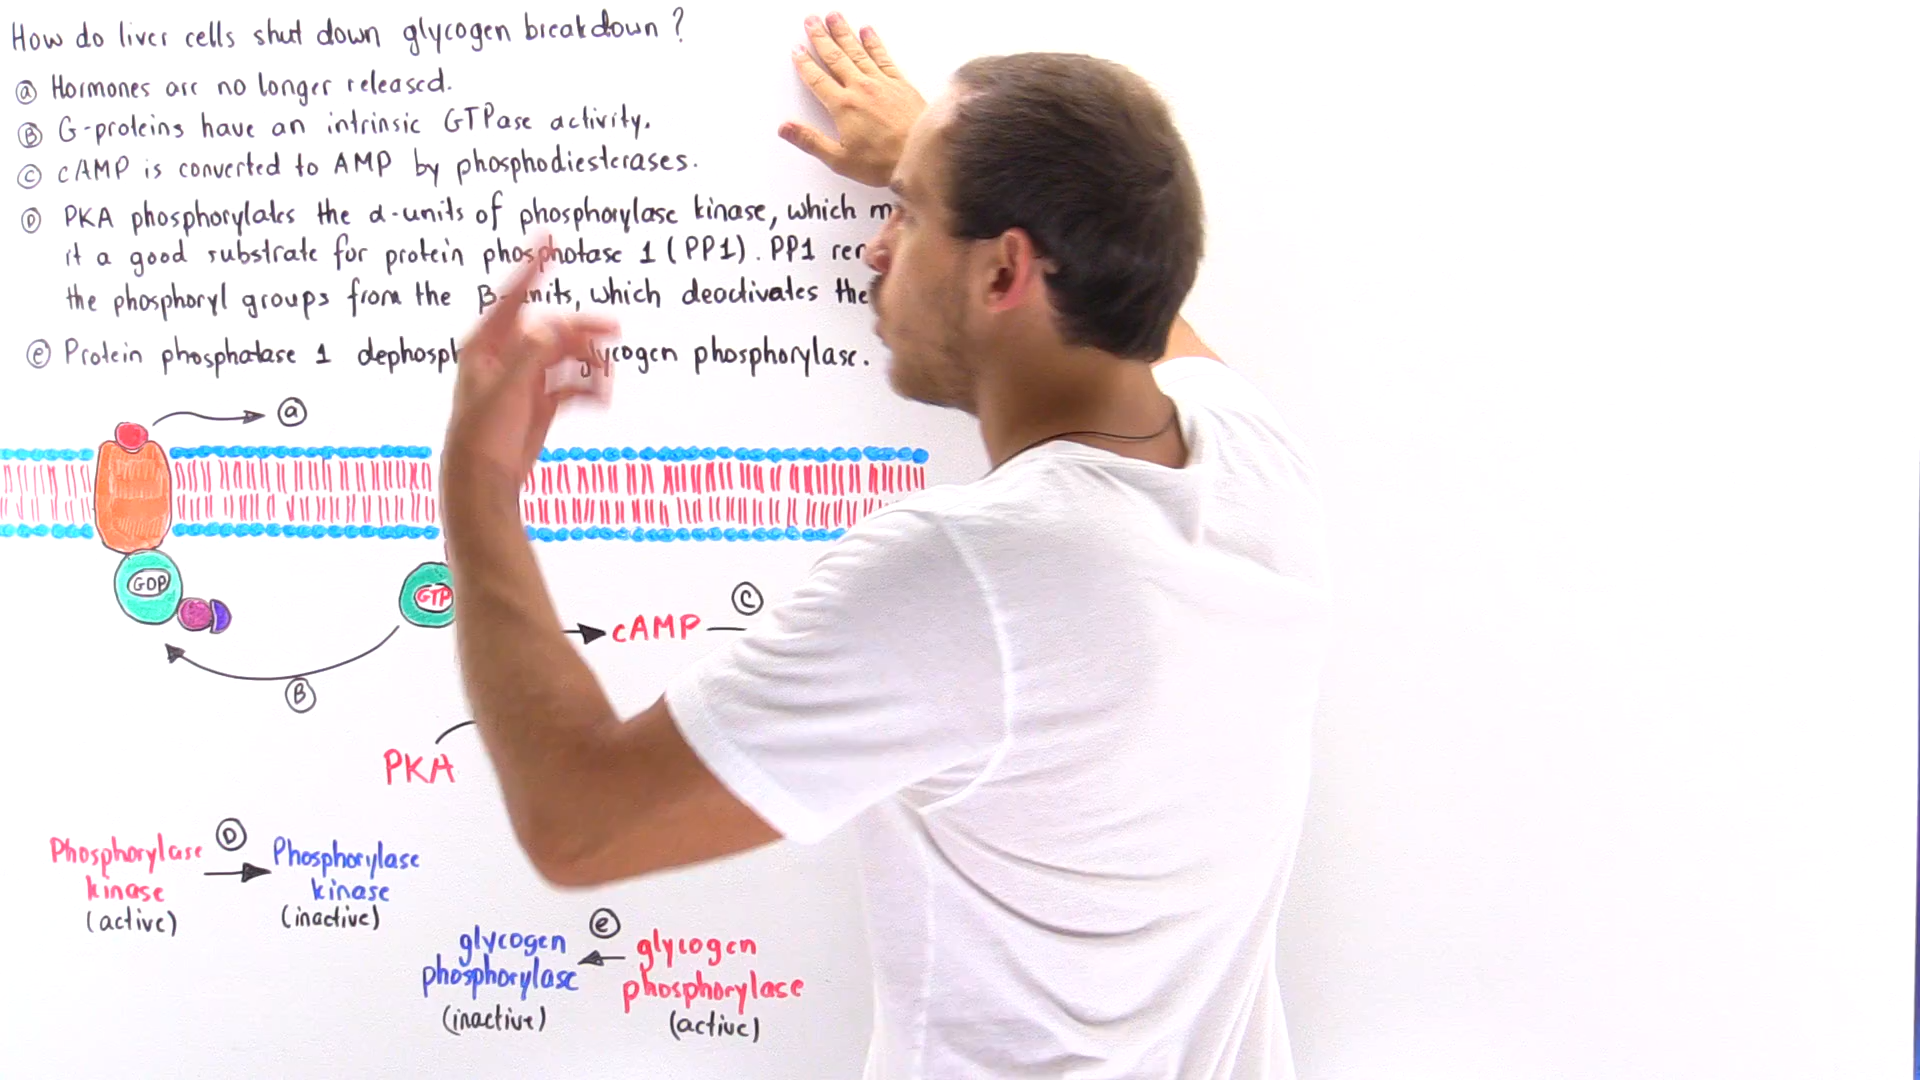 How do liver cells shut down glycogen breakdown?
ⓐ Hormones are no longer released.
Ⓑ G-proteins have an intrinsic GTPase activity.
ⓒ cAMP is converted to AMP by phosphodiesterases.
Ⓓ PKA phosphorylates the α-units of phosphorylase kinase, which
it a good substrate for protein phosphotase 1 (PP1). PP1
the phosphoryl groups from the β-units, which deactivates the
ⓔ Protein phosphatase 1 glycogen phosphorylase.
ⓐ
GDP
GTP
cAMP
ⓒ
Ⓑ
PKA
Phosphorylase
kinase
(active)
Ⓓ
Phosphorylase
kinase
(inactive)
glycogen
phosphorylase
(inactive)
ⓔ
glycogen
phosphorylase
(active)